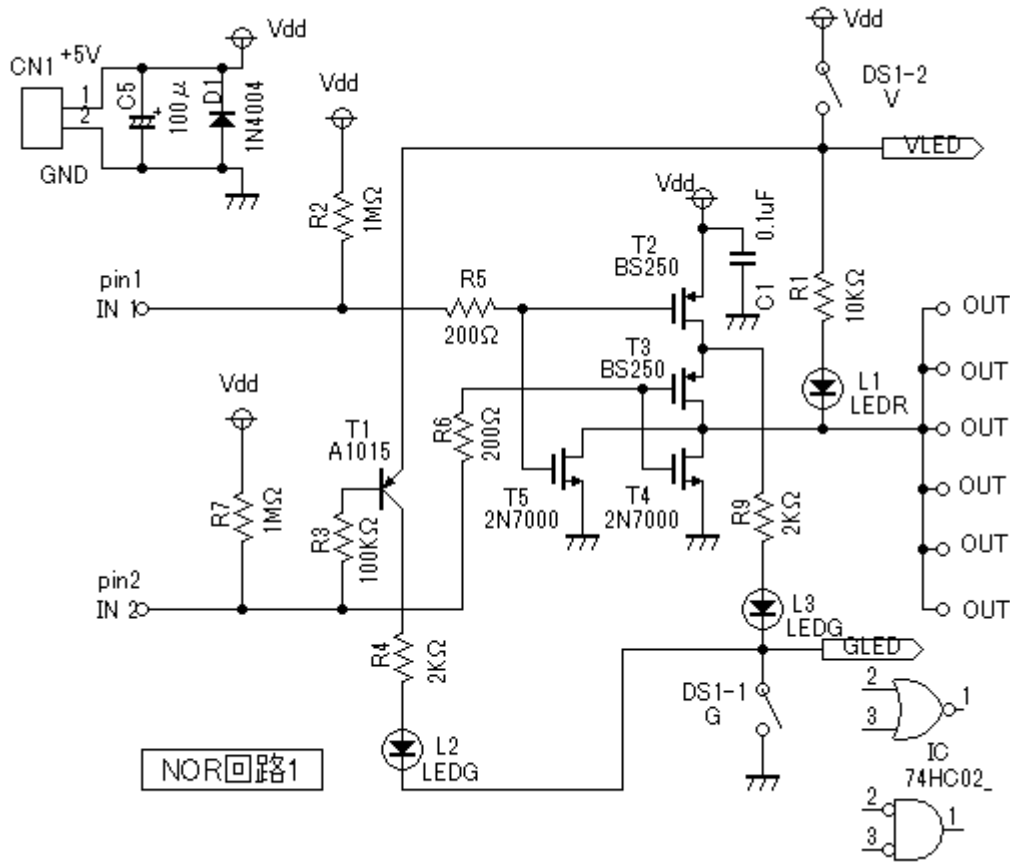 Vdd
+5V
CN1
1
2
C5
100μ
D1
1N4004
GND
Vdd
R2
1MΩ
Vdd
DS1-2
V
VLED
Vdd
0.1uF
C1
T2
BS250
R1
10KΩ
pin1
IN 1
R5
200Ω
T3
BS250
L1
LEDR
OUT
OUT
OUT
OUT
OUT
OUT
Vdd
R7
1MΩ
T1
A1015
R6
200Ω
R3
100KΩ
T5
2N7000
T4
2N7000
R9
2KΩ
pin2
IN 2
R4
2KΩ
L3
LEDG
GLED
DS1-1
G
L2
LEDG
NOR回路1
2
3
1
IC
74HC02_
2
3
1